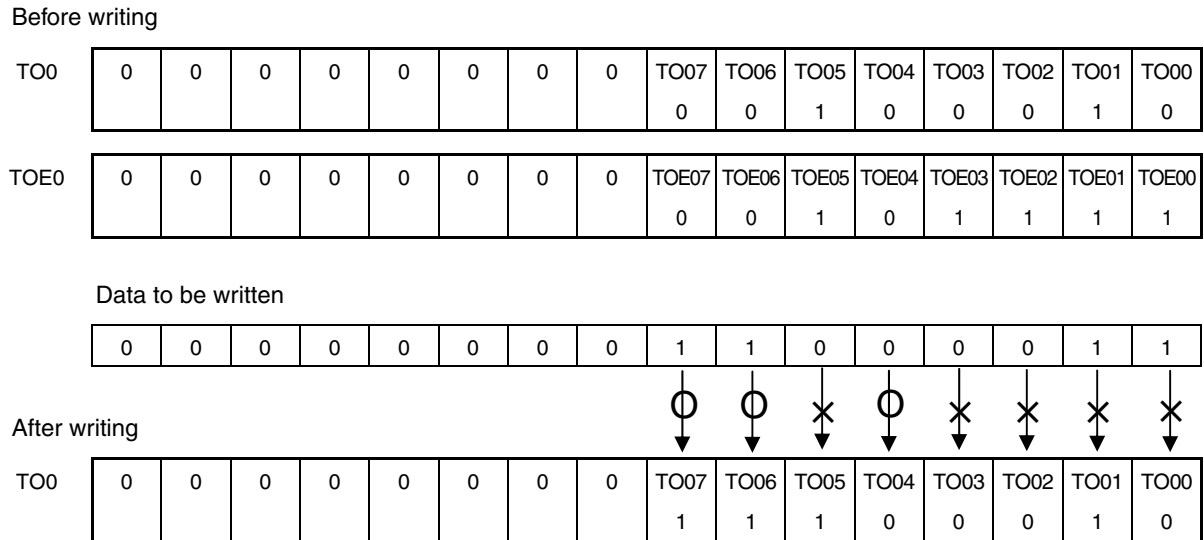 Before writing
TO0 0 0 0 0 0 0 0 0 TO07 TO06 TO05 TO04 TO03 TO02 TO01 TO00
0 0 1 0 0 0 1 0
TOE0 0 0 0 0 0 0 0 0 TOE07 TOE06 TOE05 TOE04 TOE03 TOE02 TOE01 TOE00
0 0 1 0 1 1 1 1
Data to be written
0 0 0 0 0 0 0 0 1 1 0 0 0 0 1 1
O O × O × × × ×
After writing
TO0 0 0 0 0 0 0 0 0 TO07 TO06 TO05 TO04 TO03 TO02 TO01 TO00
1 1 1 0 0 0 1 0